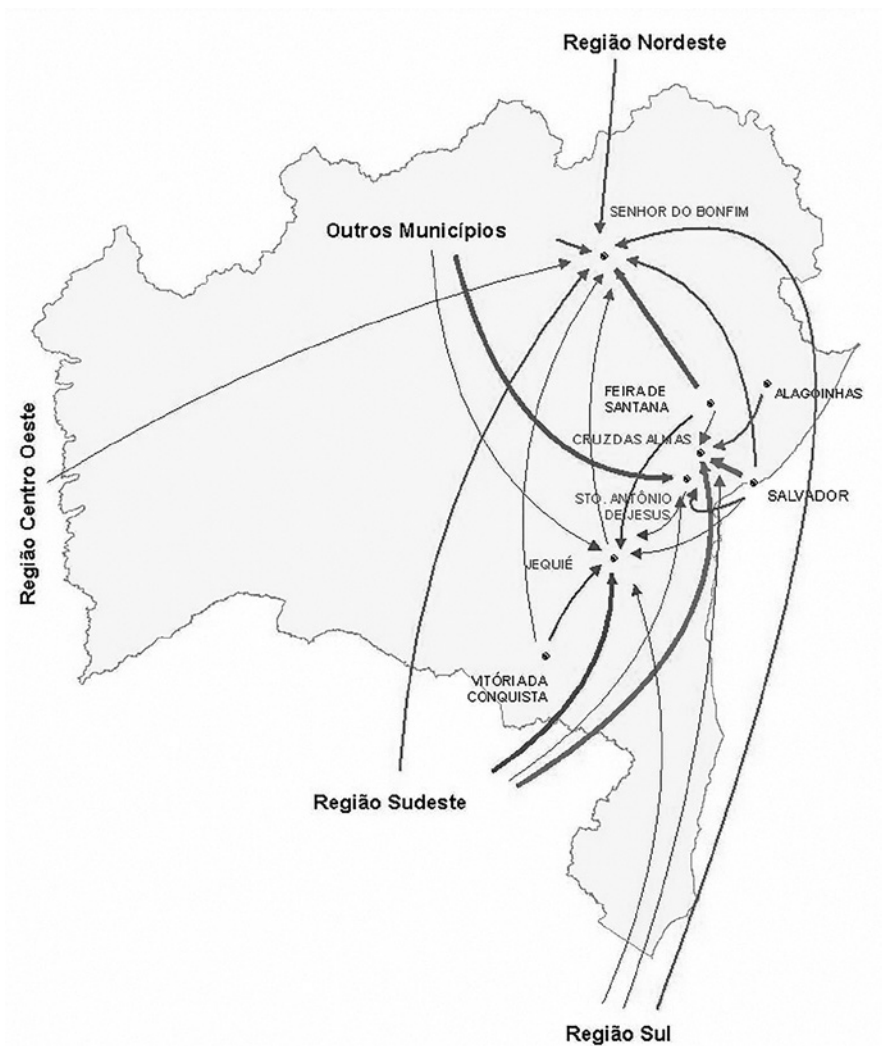 Região Nordeste
SENHOR DO BONFIM
Outros Municípios
FEIRA DE
SANTANA
ALAGOINHAS
CRUZ DAS ALMAS
STO. ANTÔNIO
DE JESUS
SALVADOR
Região Centro Oeste
JEQUIÉ
VITÓRIA DA
CONQUISTA
Região Sudeste
Região Sul